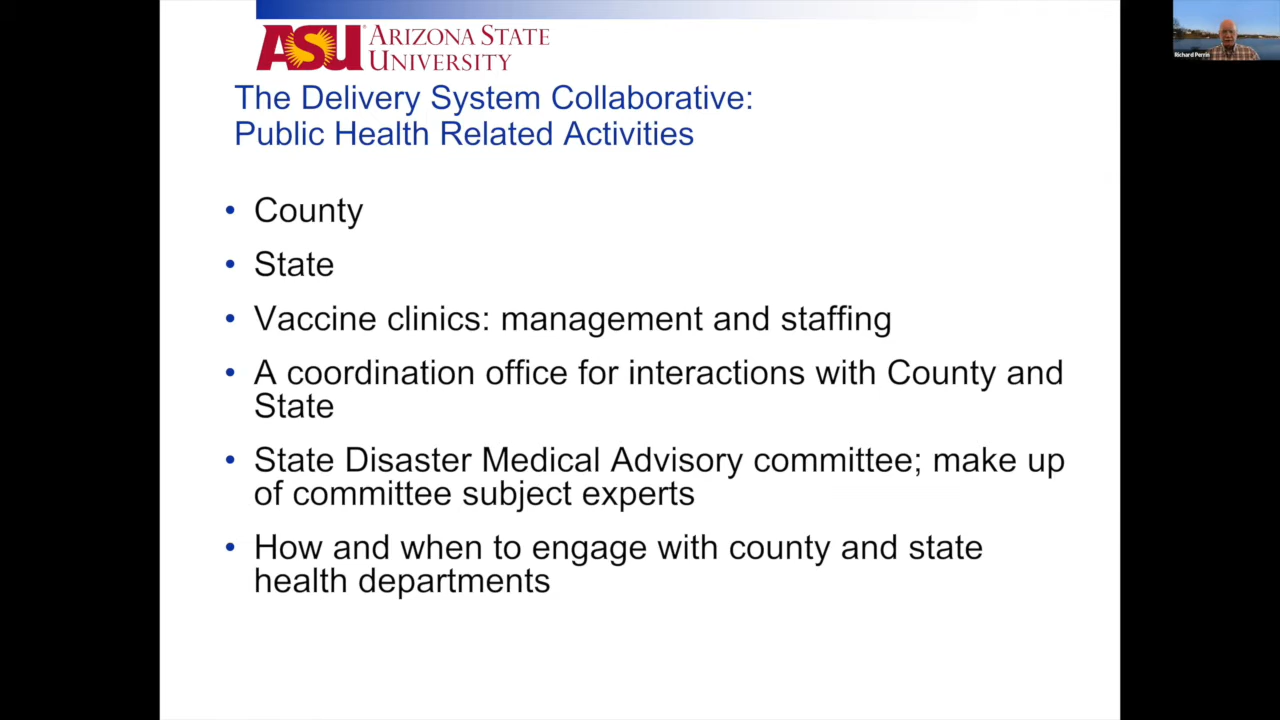 ASU ARIZONA STATE
UNIVERSITY
Richard Perrin
The Delivery System Collaborative:
Public Health Related Activities
• County
• State
• Vaccine clinics: management and staffing
• A coordination office for interactions with County and
State
• State Disaster Medical Advisory committee; make up
of committee subject experts
• How and when to engage with county and state
health departments